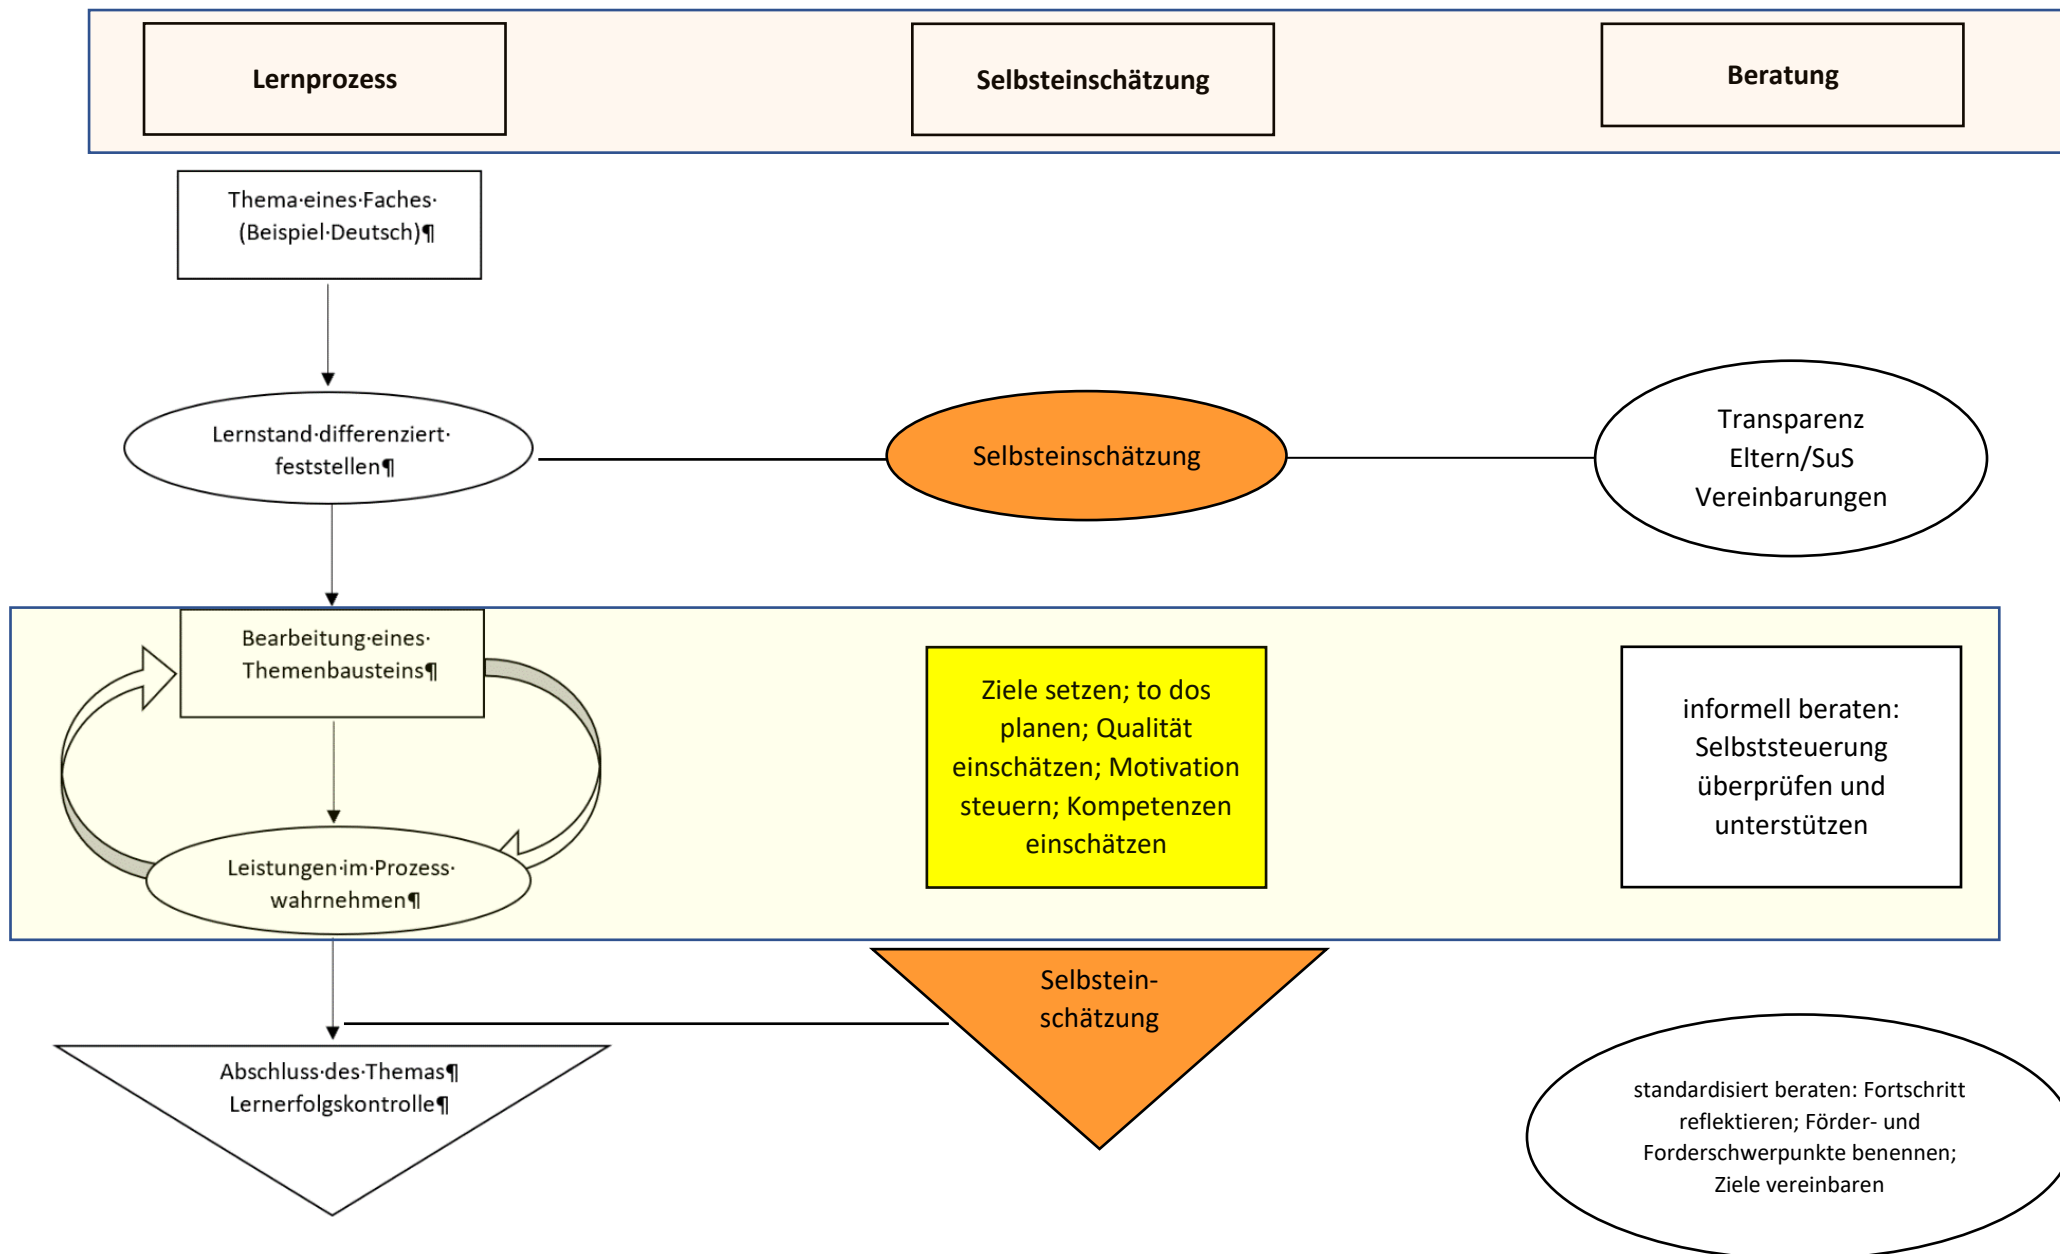 Lernprozess
Selbsteinschätzung
Beratung
Thema·eines·Faches·
(Beispiel·Deutsch)¶
Lernstand·differenziert·
feststellen¶
Selbsteinschätzung
Transparenz
Eltern/SuS
Vereinbarungen
Bearbeitung·eines·
Themenbausteins¶
Ziele setzen; to dos
planen; Qualität
einschätzen; Motivation
steuern; Kompetenzen
einschätzen
informell beraten:
Selbststeuerung
überprüfen und
unterstützen
Leistungen·im·Prozess·
wahrnehmen¶
Selbstein-
schätzung
Abschluss·des·Themas¶
Lernerfolgskontrolle¶
standardisiert beraten: Fortschritt
reflektieren; Förder- und
Forderschwerpunkte benennen;
Ziele vereinbaren